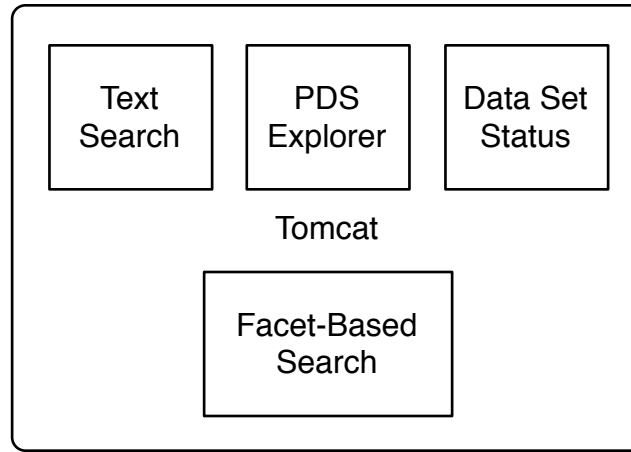 Text
Search
PDS
Explorer
Data Set
Status
Tomcat
Facet-Based
Search